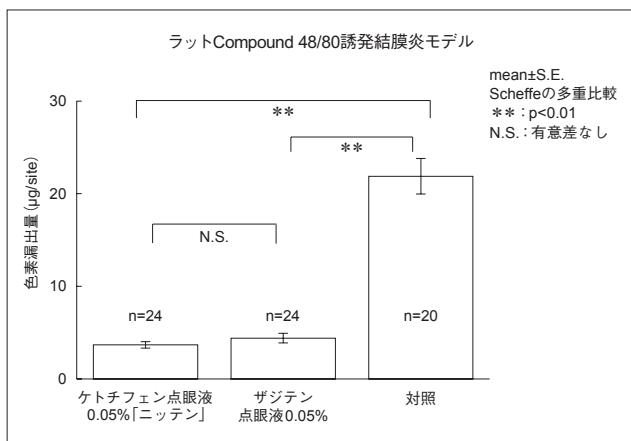 ラットCompound 48/80誘発結膜炎モデル
mean±S.E.
Scheffeの多重比較
＊＊：p<0.01
N.S.：有意差なし
色素漏出量(μg/site)
30
20
10
0
＊＊
＊＊
N.S.
n=24
n=24
n=20
ケトチフェン点眼液
0.05%「ニッテン」
ザジテン
点眼液0.05%
対照